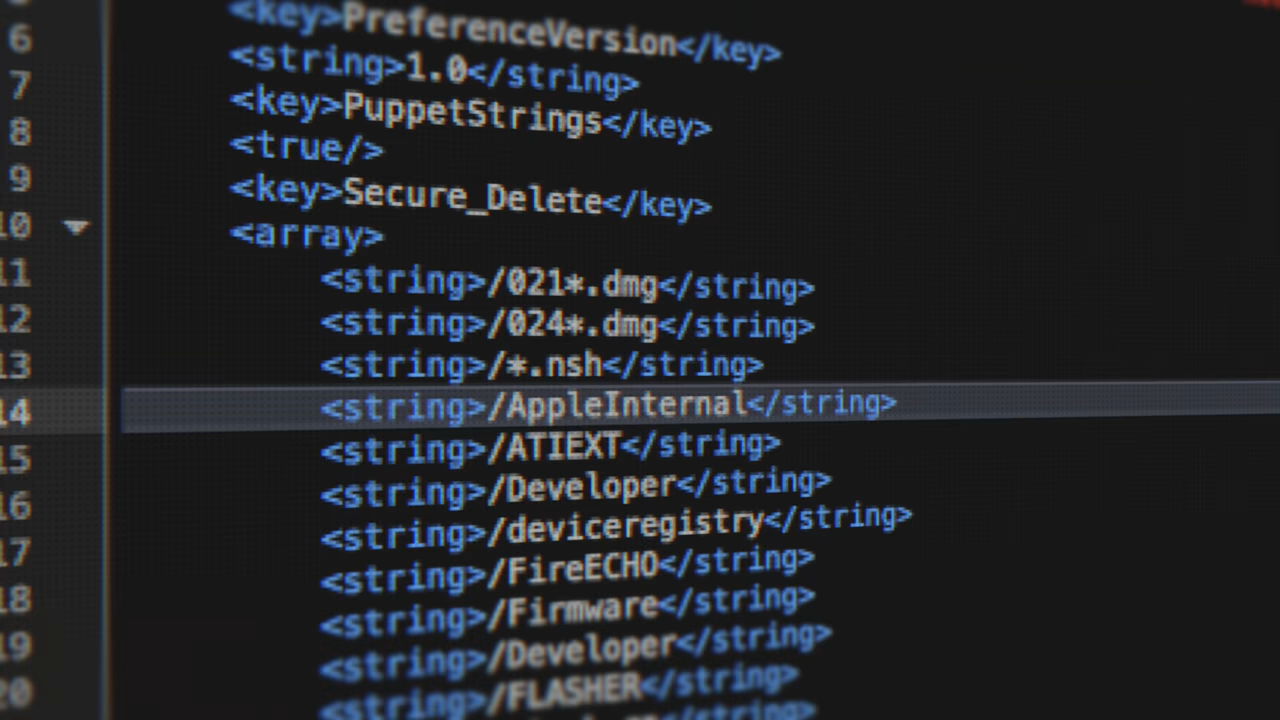 <key>PreferenceVersion</key>
6 <string>1.0</string>
7 <key>PuppetStrings</key>
8 <true/>
9 <key>Secure_Delete</key>
10 <array>
11 <string>/021*.dmg</string>
12 <string>/024*.dmg</string>
13 <string>/*.nsh</string>
14 <string>/AppleInternal</string>
15 <string>/ATIEXT</string>
16 <string>/Developer</string>
17 <string>/deviceregistry</string>
18 <string>/FireECHO</string>
19 <string>/Firmware</string>
20 <string>/Developer</string>
<string>/FLASHER</string>